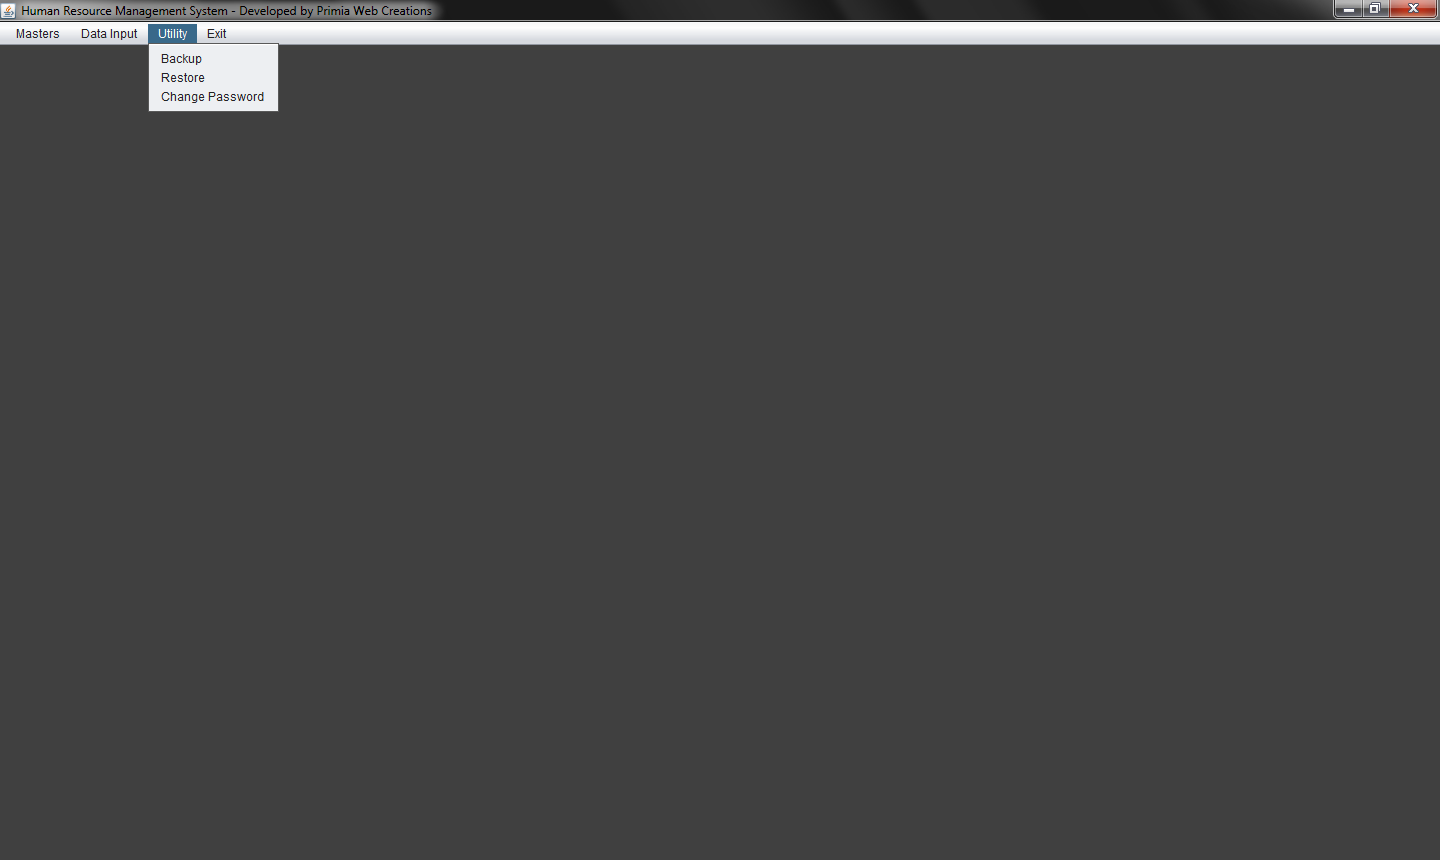 Human Resource Management System - Developed by Primia Web Creations
Masters Data Input Utility Exit
Backup
Restore
Change Password